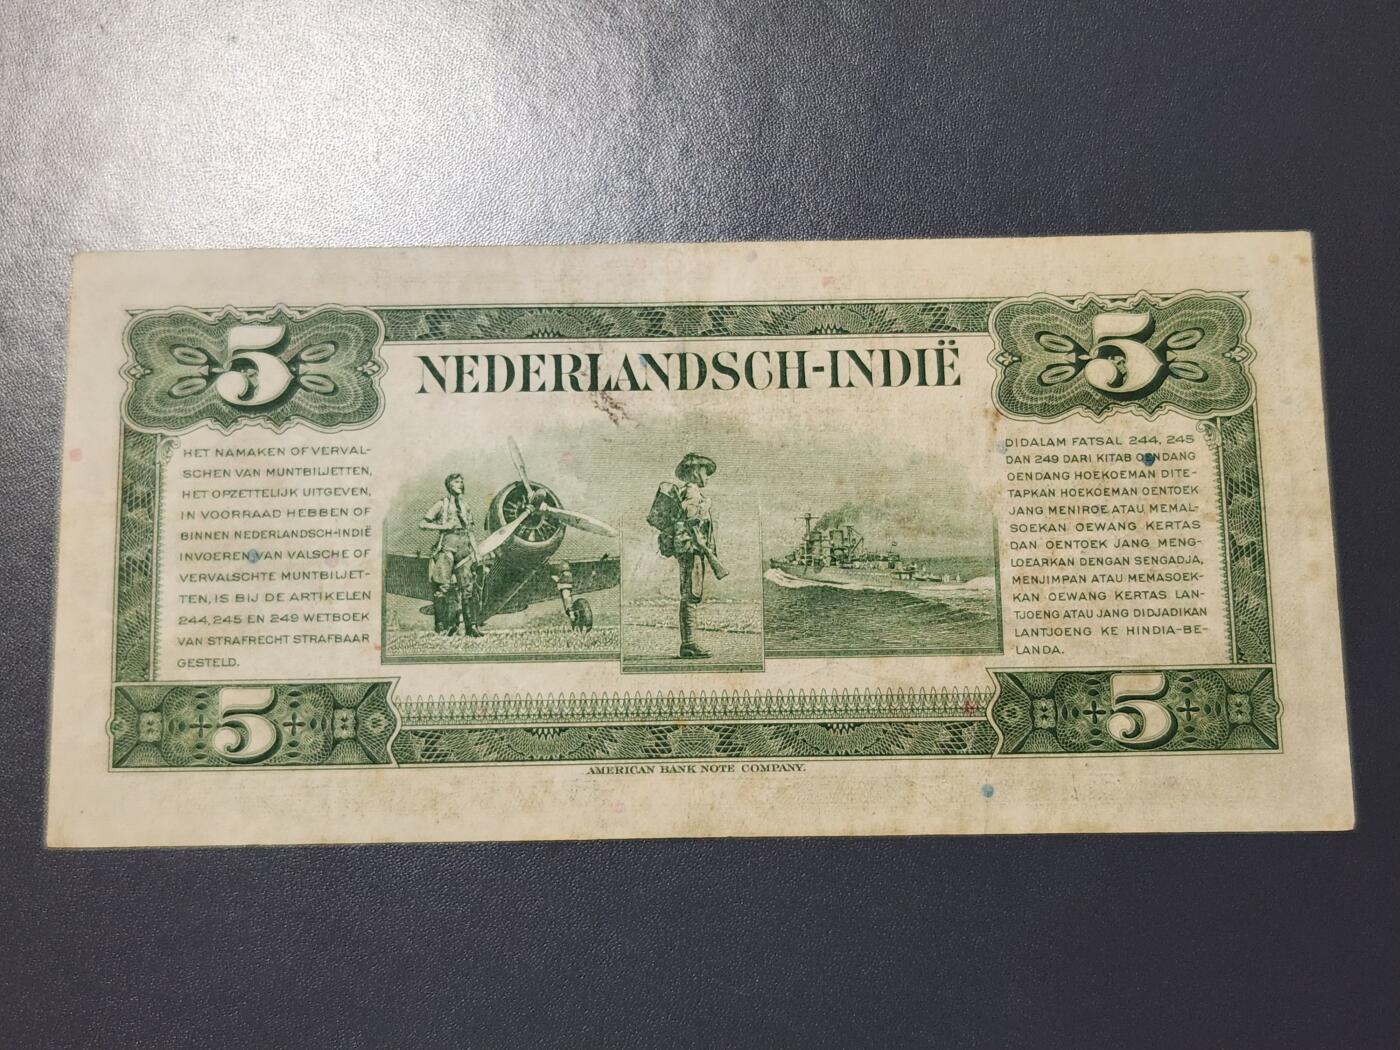 5
5
NEDERLANDSCH-INDIË
HET NAMAKEN OF VERVAL-
SCHEN VAN MUNTBILJETTEN,
HET OPZETTELIJK UITGEVEN,
IN VOORRAAD HEBBEN OF
BINNEN NEDERLANDSCH-INDIË
INVOEREN VAN VALSCHE OF
VERVALSCHTE MUNTBILJET-
TEN, IS BIJ DE ARTIKELEN
244, 245 EN 249 WETBOEK
VAN STRAFRECHT STRAFBAAR
GESTELD.
DIDALAM FATSAL 244, 245
DAN 249 DARI KITAB OENDANG
OENDANG HOEKOEMAN DITE-
TAPKAN HOEKOEMAN OENTOEK
JANG MENIROE ATAU MEMAL-
SOEKAN OEWANG KERTAS
DAN OENTOEK JANG MENG-
LOEARKAN DENGAN SENGADJA,
MENJIMPAN ATAU MEMASOEK-
KAN OEWANG KERTAS LAN-
TJOENG ATAU JANG DIDJADIKAN
LANTJOENG KE HINDIA-BE-
LANDA.
5
5
AMERICAN BANK NOTE COMPANY.